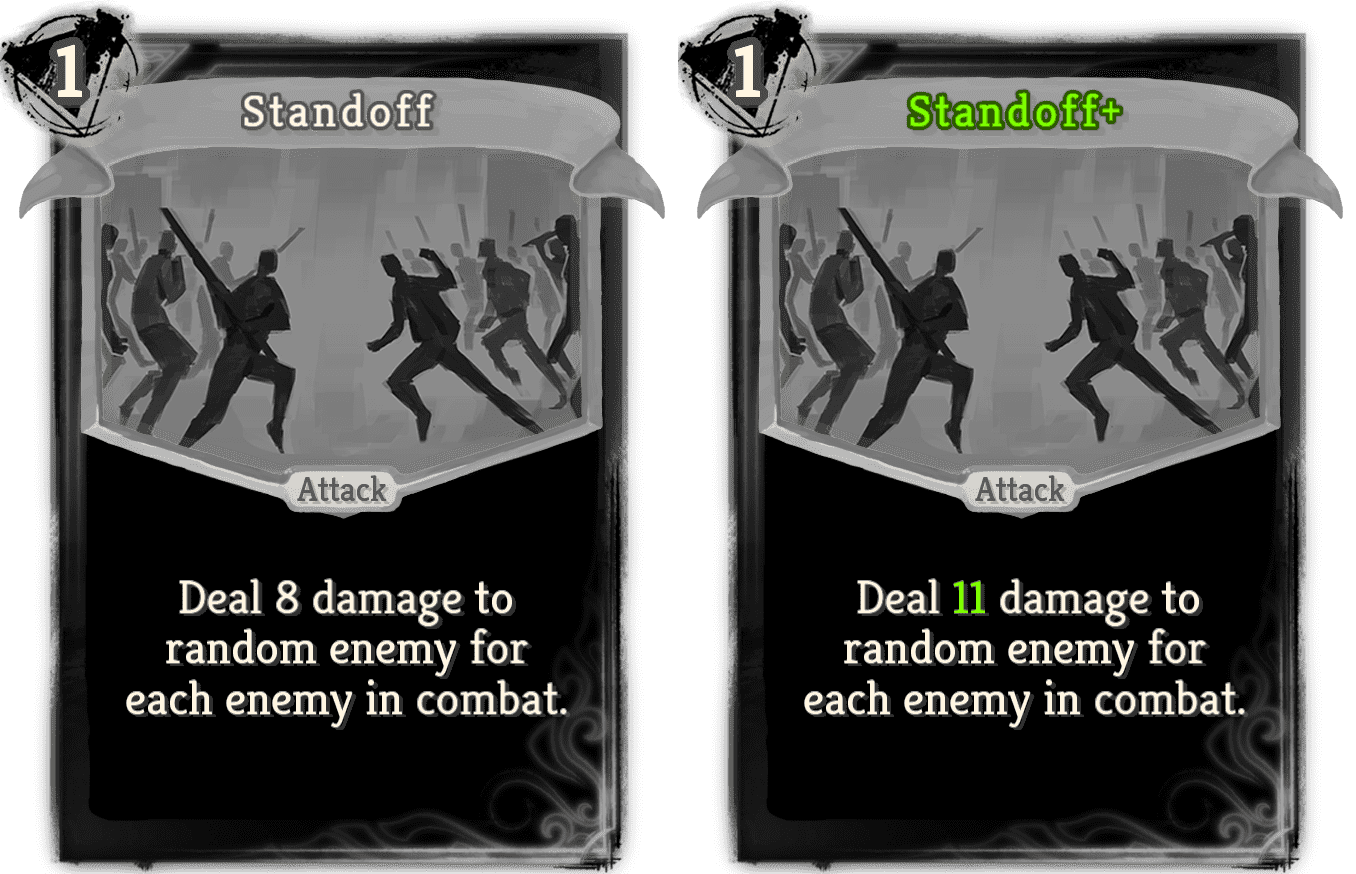 1
Standoff
Attack
Deal 8 damage to
random enemy for
each enemy in combat.
1
Standoff+
Attack
Deal 11 damage to
random enemy for
each enemy in combat.